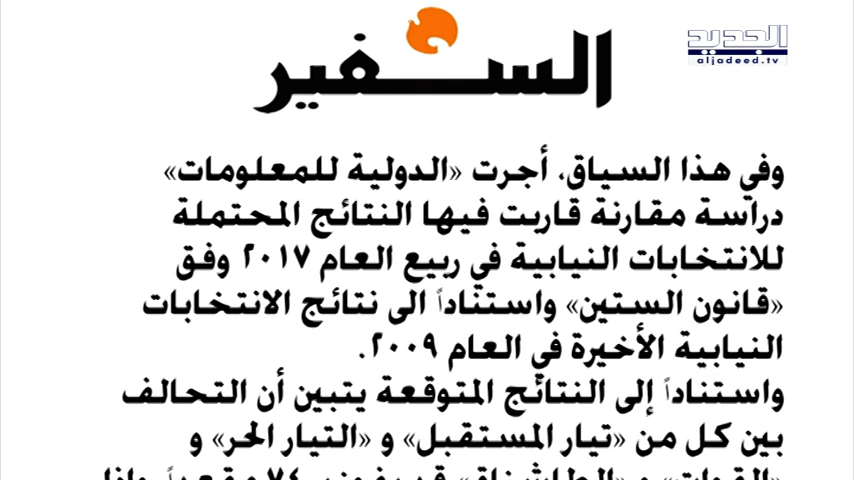 السفير
الجديد
aljadeed.tv
وفي هذا السياق، أجرت «الدولية للمعلومات»
دراسة مقارنة قاربت فيها النتائج المحتملة
للانتخابات النيابية في ربيع العام ٢٠١٧ وفق
«قانون الستين» واستناداً الى نتائج الانتخابات
النيابية الأخيرة في العام ٢٠٠٩.
واستناداً إلى النتائج المتوقعة يتبين أن التحالف
بين كل من «تيار المستقبل» و «التيار الحر» و